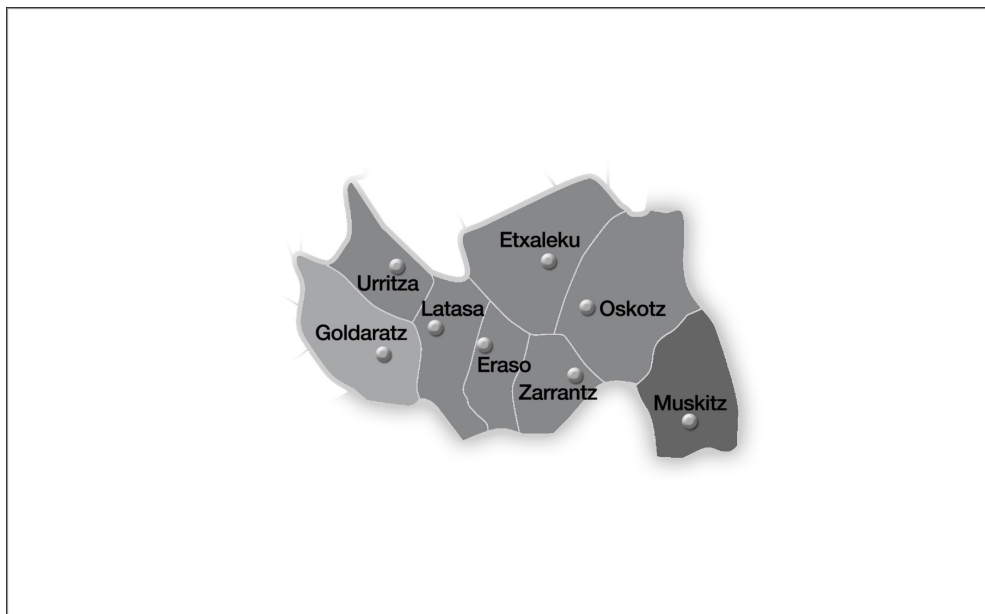 Etxaleku
Urritza
Latasa
Oskotz
Goldaratz
Eraso
Zarrantz
Muskitz